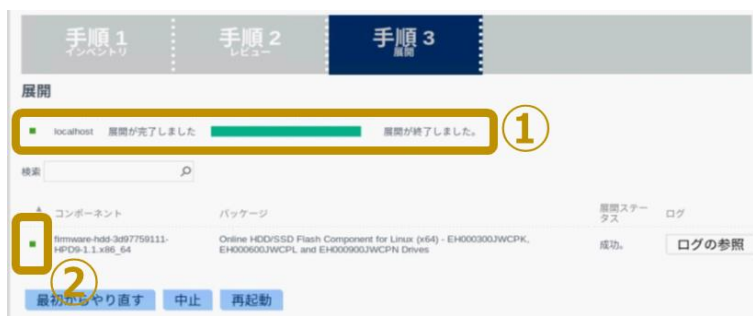 手順 1
インベントリ
手順 2
レビュー
手順 3
展開
展開
localhost 展開が完了しました 展開が終了しました。
①
検索
コンポーネント パッケージ 展開ステータス ログ
firmware-hdd-3d97759111-
HPD9-1.1.x86_64
Online HDD/SSD Flash Component for Linux (x64) - EH000300JWCPK,
EH000600JWCPL and EH000900JWCPN Drives
成功。
ログの参照
②
最初からやり直す 中止 再起動